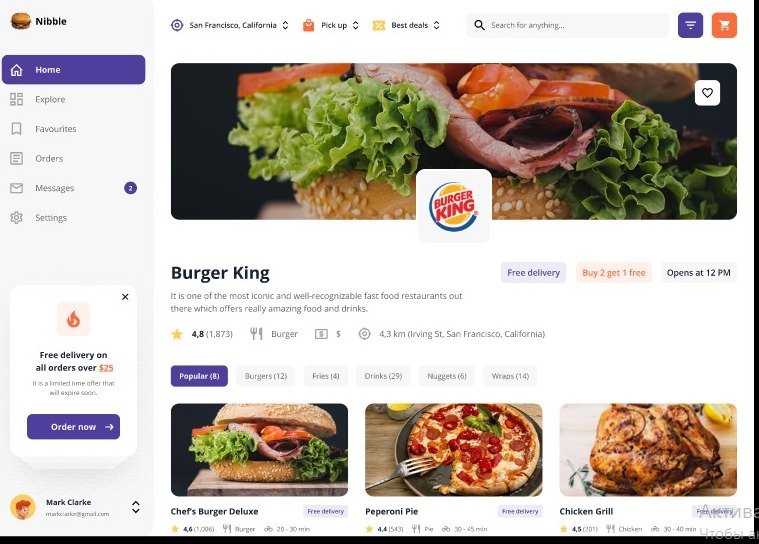 Nibble
San Francisco, California
Pick up
Best deals
Search for anything...
Home
Explore
Favourites
Orders
Messages
2
Settings
Free delivery on
all orders over $25
It is a limited time offer that
will expire soon.
Order now
Mark Clarke
markclarke@gmail.com
BURGER
KING
Burger King
Free delivery
Buy 2 get 1 free
Opens at 12 PM
It is one of the most iconic and well-recognizable fast food restaurants out
there which offers really amazing food and drinks.
4,8 (1,873)
Burger
$
4,3 km (Irving St, San Francisco, California)
Popular (8)
Burgers (12)
Fries (4)
Drinks (29)
Nuggets (6)
Wraps (14)
Chef's Burger Deluxe
Free delivery
4,6 (1,006)
Burger
20 - 30 min
Peperoni Pie
Free delivery
4,4 (543)
Pie
30 - 45 min
Chicken Grill
Free delivery
4,5 (201)
Chicken
30 - 40 min